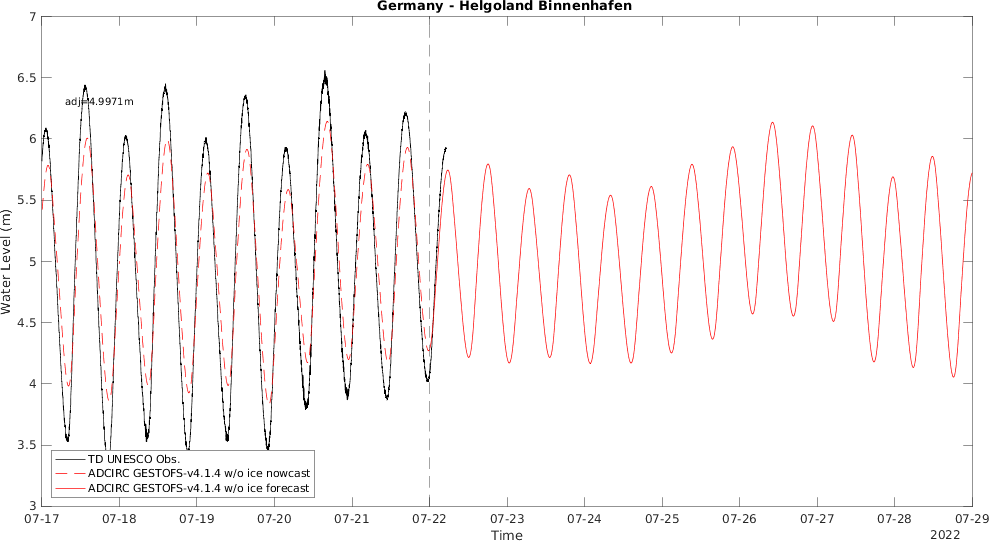 Germany - Helgoland Binnenhafen
7
6.5
6
5.5
5
4.5
4
3.5
3
Water Level (m)
adj=4.9971m
TD UNESCO Obs.
ADCIRC GESTOFS-v4.1.4 w/o ice nowcast
ADCIRC GESTOFS-v4.1.4 w/o ice forecast
07-17 07-18 07-19 07-20 07-21 07-22 07-23 07-24 07-25 07-26 07-27 07-28 07-29
Time
2022